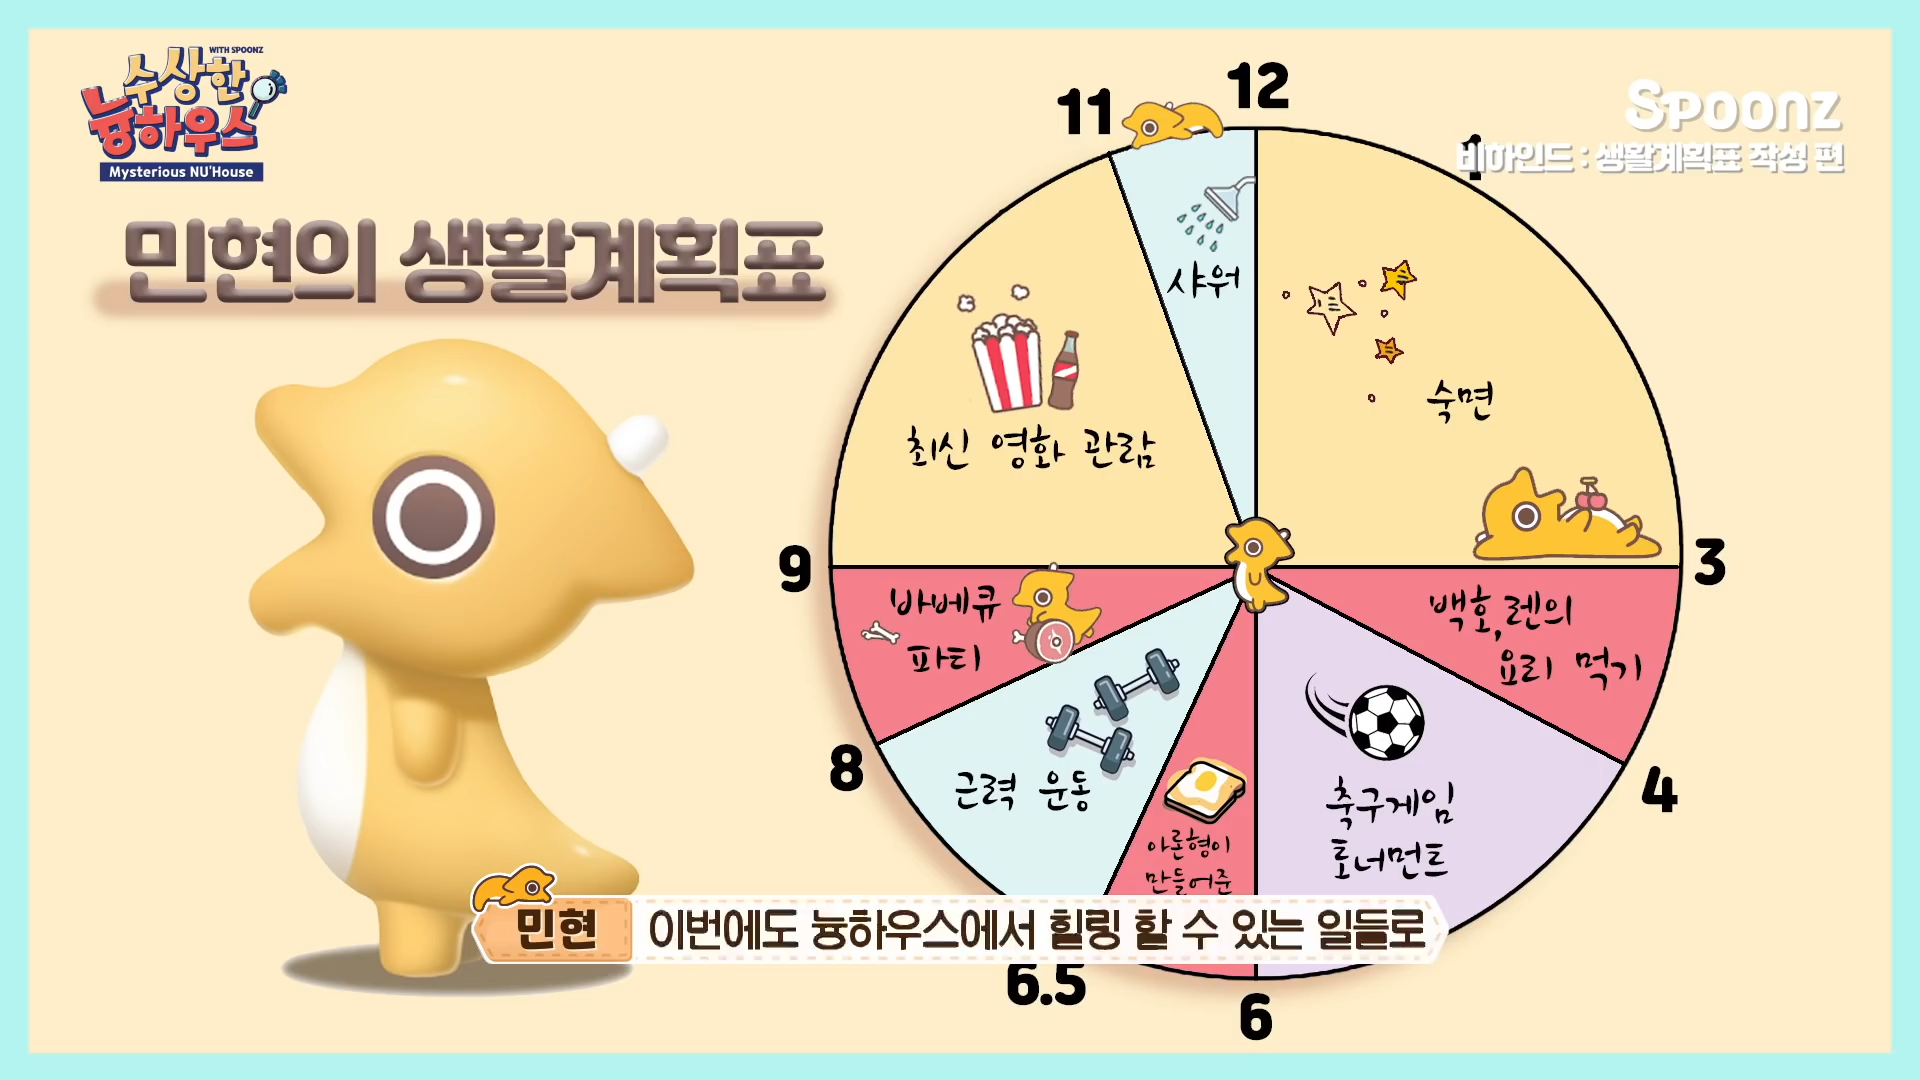 WITH SPOONZ
수상한
늉하우스
Mysterious NU'House
Spoonz
비하인드 : 생활계획표 작성 편
민현의 생활계획표
12
11
1
샤워
숙면
최신 영화 관람
9
3
바베큐
파티
백호,렌의
요리 먹기
8
4
근력 운동
축구게임
토너먼트
아론형이
만들어준
민현 이번에도 늉하우스에서 힐링 할 수 있는 일들로
6.5
6